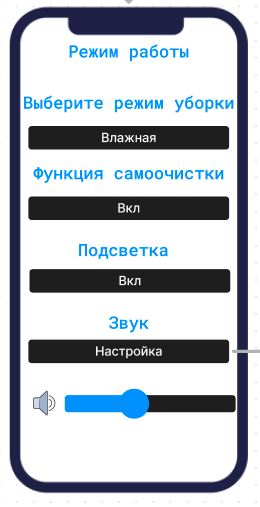 Режим работы
Выберите режим уборки
Влажная
Функция самоочистки
Вкл
Подсветка
Вкл
Звук
Настройка